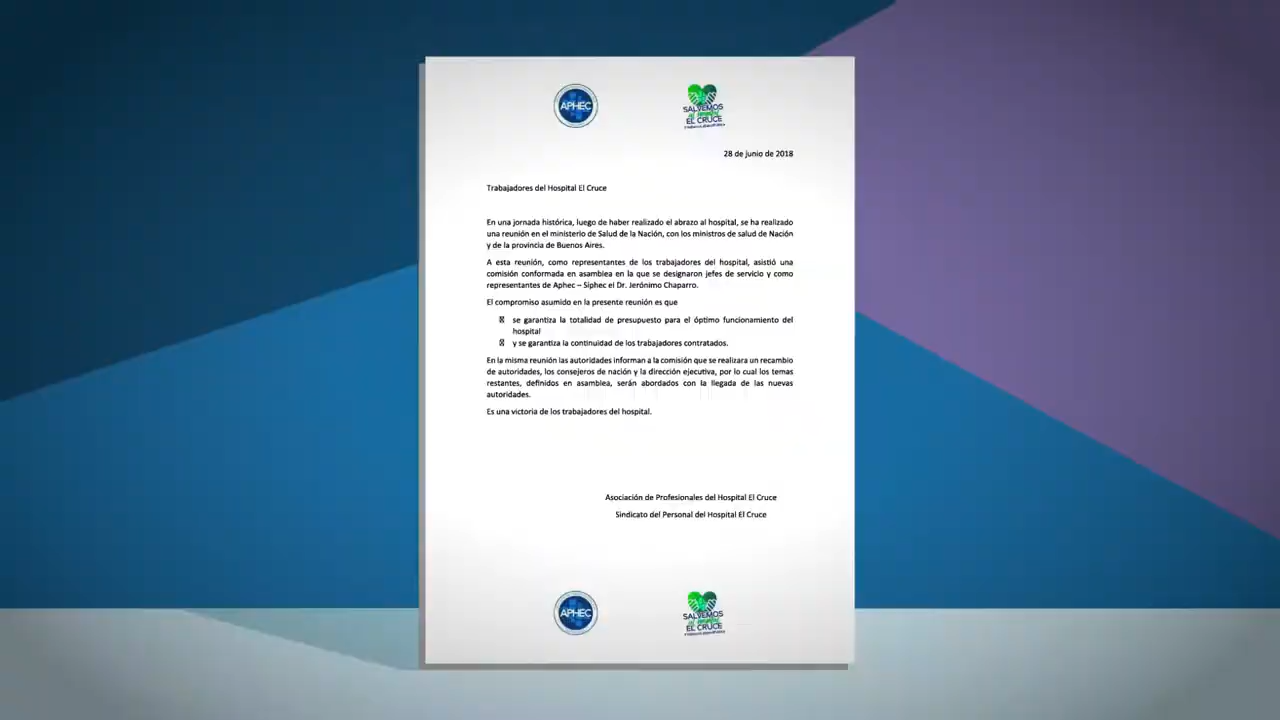 APHEC
SALVEMOS
al hospital
EL CRUCE
28 de junio de 2018
Trabajadores del Hospital El Cruce
En una jornada histórica, luego de haber realizado el abrazo al hospital, se ha realizado
una reunión en el ministerio de Salud de la Nación, con los ministros de salud de Nación
y de la provincia de Buenos Aires.
A esta reunión, como representantes de los trabajadores del hospital, asistió una
comisión conformada en asamblea en la que se designaron jefes de servicio y como
representantes de Aphec – Siphec el Dr. Jerónimo Chaparro.
El compromiso asumido en la presente reunión es que
se garantiza la totalidad de presupuesto para el óptimo funcionamiento del
hospital
y se garantiza la continuidad de los trabajadores contratados.
En la misma reunión las autoridades informan a la comisión que se realizara un recambio
de autoridades, los consejeros de nación y la dirección ejecutiva, por lo cual los temas
restantes, definidos en asamblea, serán abordados con la llegada de las nuevas
autoridades.
Es una victoria de los trabajadores del hospital.
Asociación de Profesionales del Hospital El Cruce
Sindicato del Personal del Hospital El Cruce
APHEC
SALVEMOS
al hospital
EL CRUCE